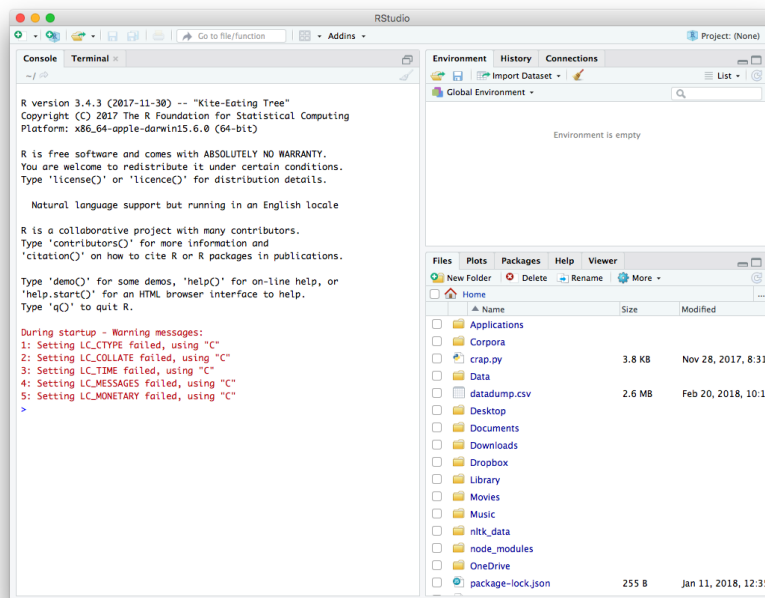 RStudio
Go to file/function
Addins
Project: (None)
Console Terminal
~/
R version 3.4.3 (2017-11-30) -- "Kite-Eating Tree"
Copyright (C) 2017 The R Foundation for Statistical Computing
Platform: x86_64-apple-darwin15.6.0 (64-bit)
R is free software and comes with ABSOLUTELY NO WARRANTY.
You are welcome to redistribute it under certain conditions.
Type 'license()' or 'licence()' for distribution details.
Natural language support but running in an English locale
R is a collaborative project with many contributors.
Type 'contributors()' for more information and
'citation()' on how to cite R or R packages in publications.
Type 'demo()' for some demos, 'help()' for on-line help, or
'help.start()' for an HTML browser interface to help.
Type 'q()' to quit R.
During startup - Warning messages:
1: Setting LC_CTYPE failed, using "C"
2: Setting LC_COLLATE failed, using "C"
3: Setting LC_TIME failed, using "C"
4: Setting LC_MESSAGES failed, using "C"
5: Setting LC_MONETARY failed, using "C"
>
Environment History Connections
Import Dataset List
Global Environment
Environment is empty
Files Plots Packages Help Viewer
New Folder Delete Rename More
Home ...
Name Size Modified
Applications
Corpora
crap.py 3.8 KB Nov 28, 2017, 8:31
Data
datadump.csv 2.6 MB Feb 20, 2018, 10:1
Desktop
Documents
Downloads
Dropbox
Library
Movies
Music
nltk_data
node_modules
OneDrive
package-lock.json 255 B Jan 11, 2018, 12:35